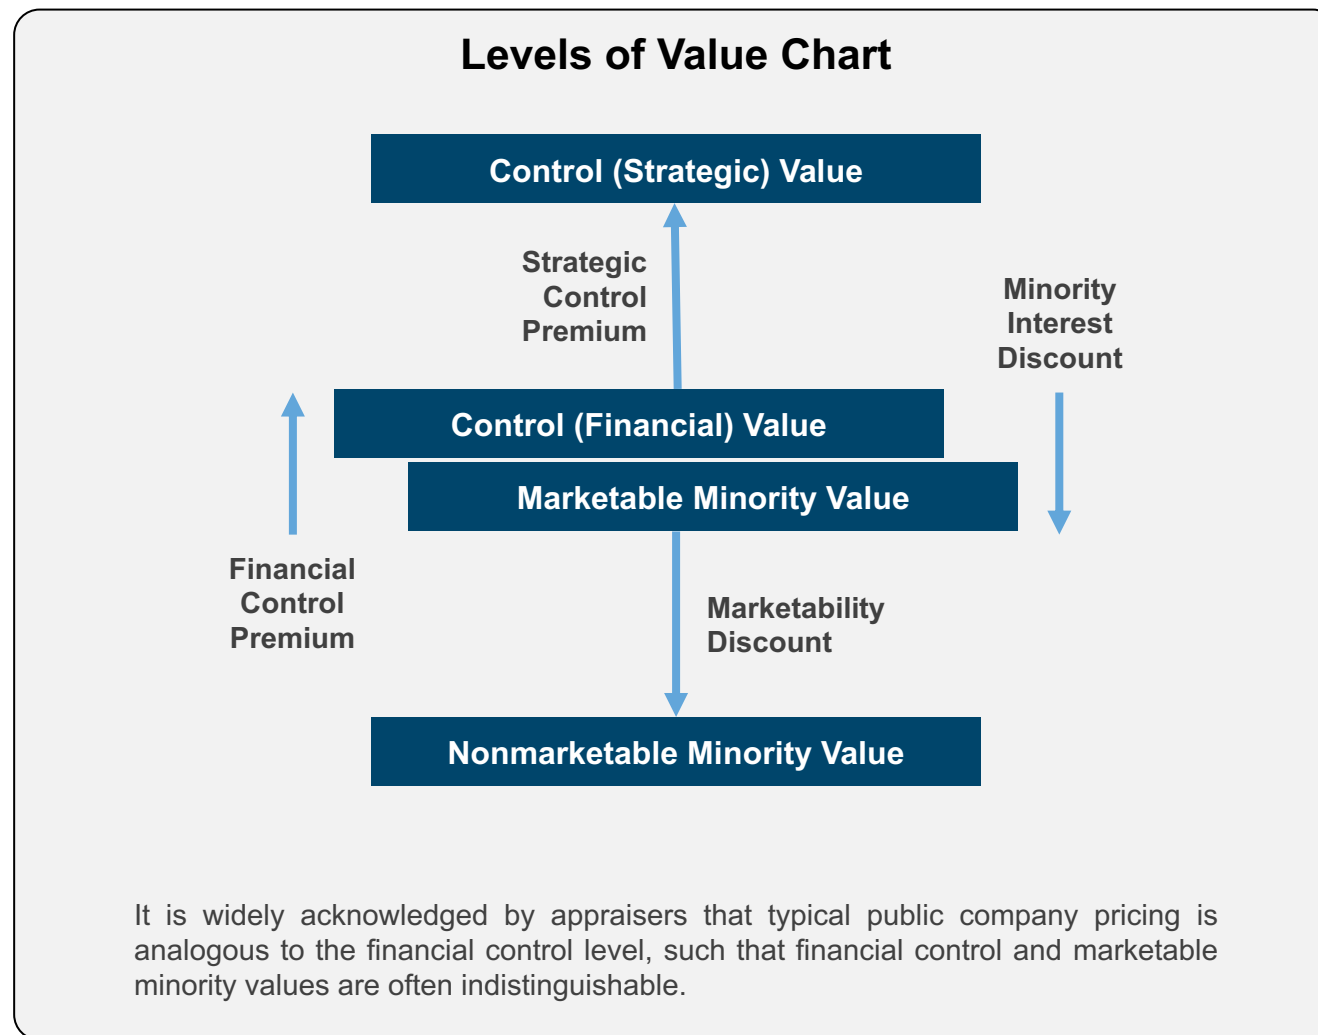 Levels of Value Chart
Control (Strategic) Value
Strategic
Control
Premium
Minority
Interest
Discount
Control (Financial) Value
Marketable Minority Value
Financial
Control
Premium
Marketability
Discount
Nonmarketable Minority Value
It is widely acknowledged by appraisers that typical public company pricing is
analogous to the financial control level, such that financial control and marketable
minority values are often indistinguishable.